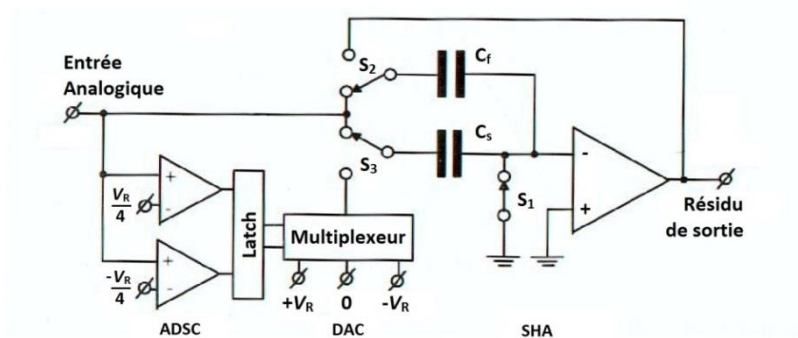 Entrée
Analogique
S2
Cf
S3
Cs
S1
-
+
Résidu
de sortie
+
-
VR
4
Latch
Multiplexeur
+
-
-VR
4
+VR
0
-VR
ADSC
DAC
SHA